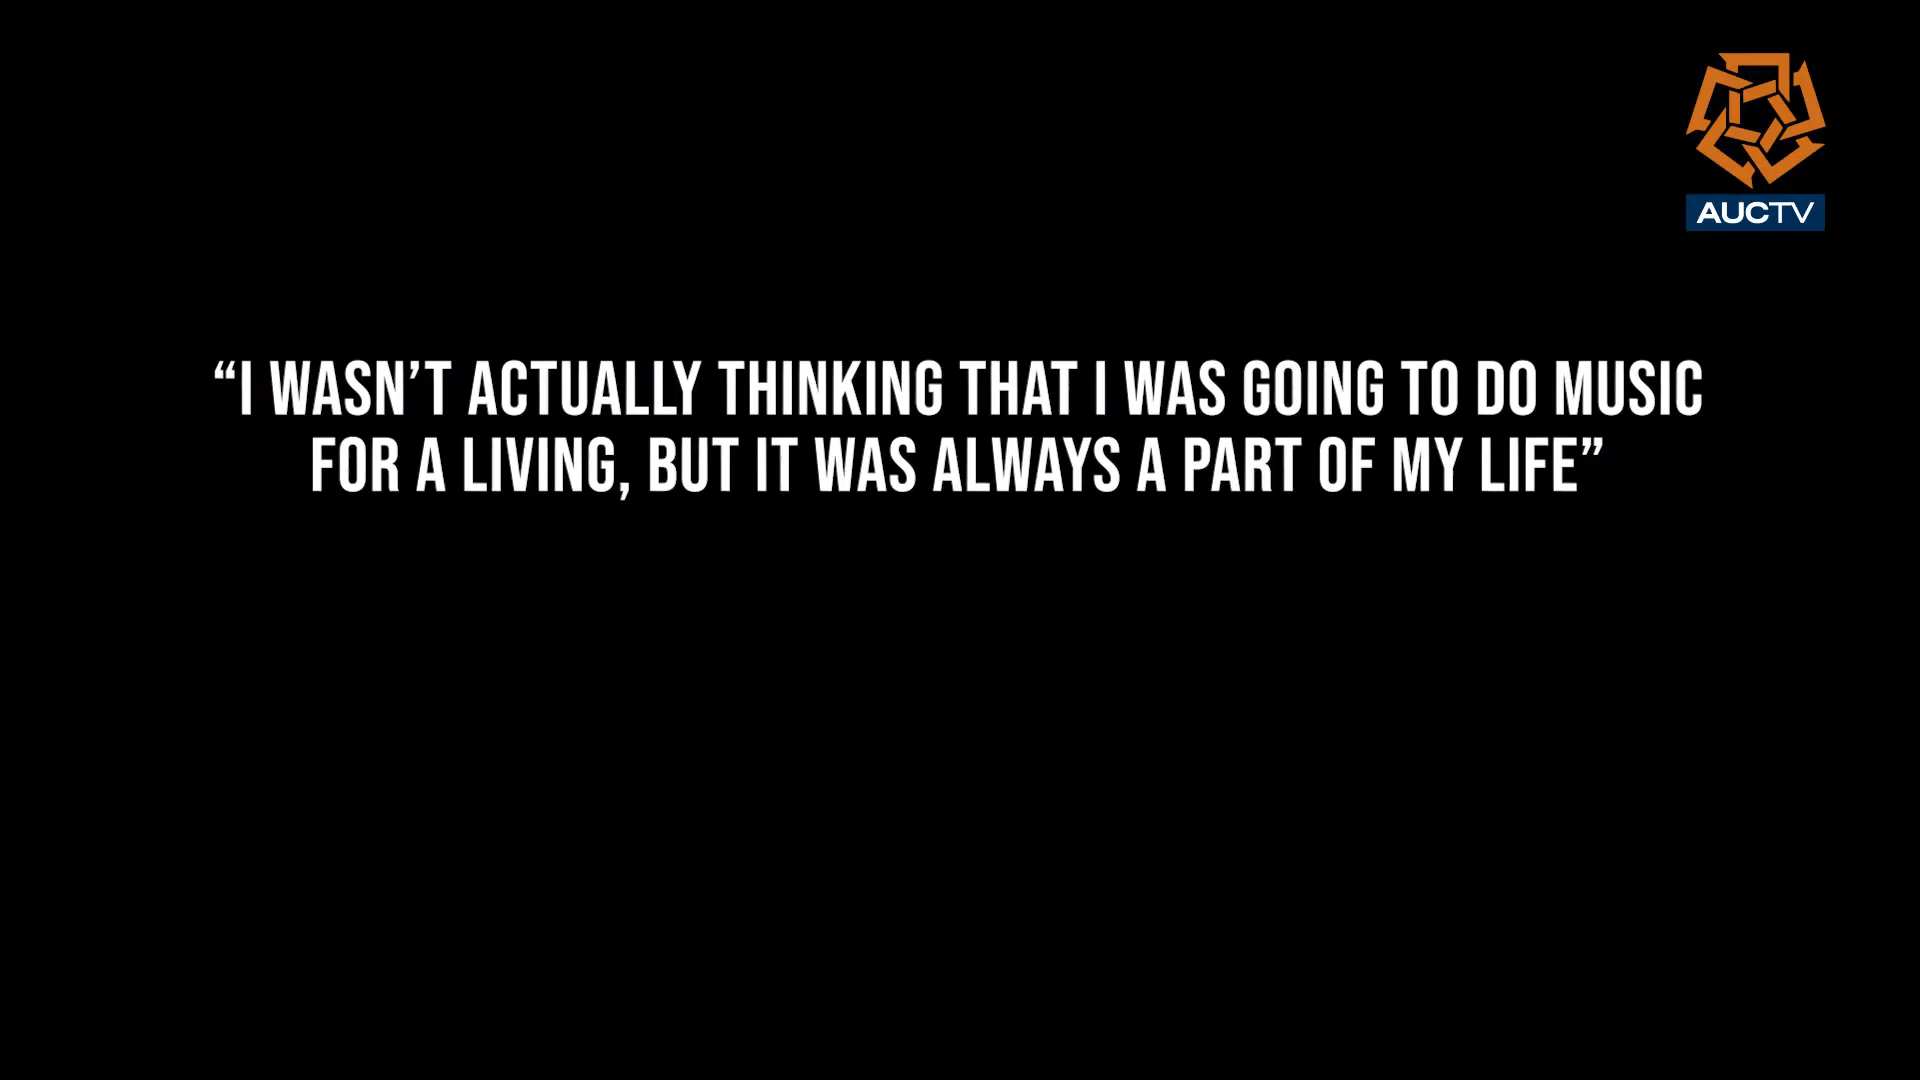 AUCTV
“I WASN’T ACTUALLY THINKING THAT I WAS GOING TO DO MUSIC
FOR A LIVING, BUT IT WAS ALWAYS A PART OF MY LIFE”